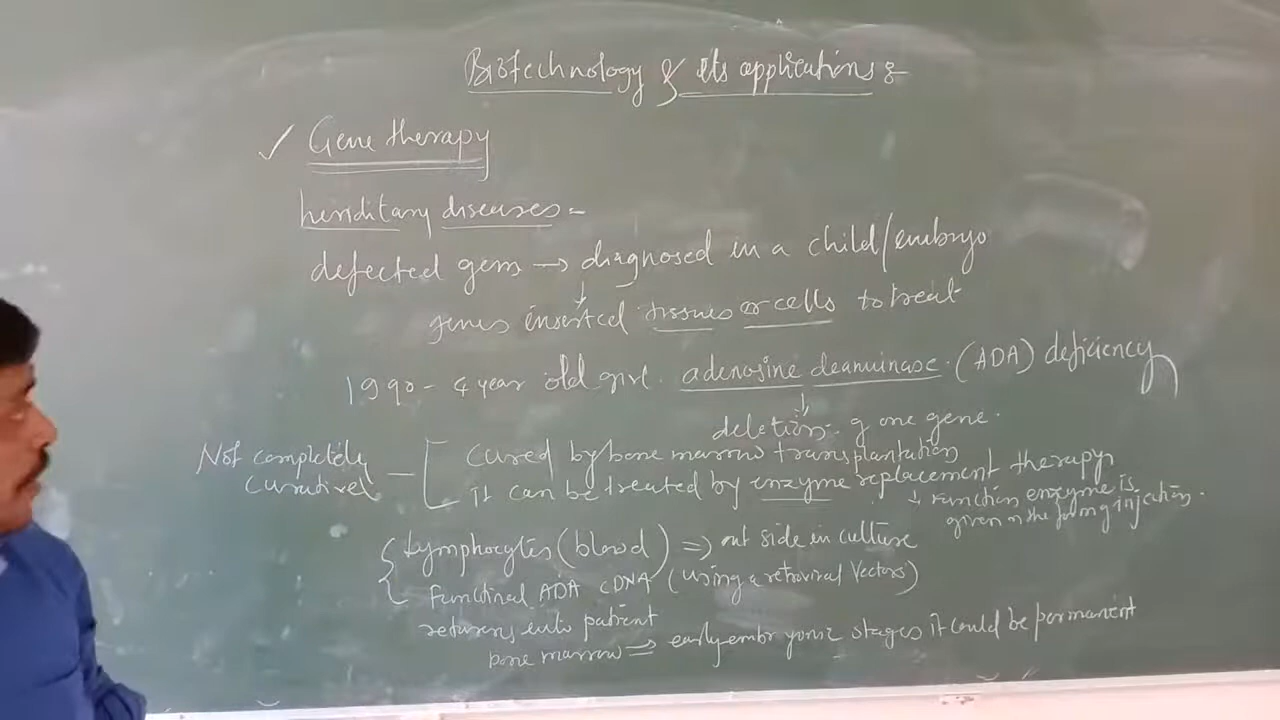 Biotechnology & its applications :-
✓ Gene therapy
heriditary diseases -
defected gens → diagnosed in a child/embryo
↓
genes inserted tissues or cells to treat
1990 - 4 year old girl. adenosine deaminase. (ADA) deficiency
↓
deletion. of one gene.
Not completely curatives — [ Cured by bone marrow transplantation
It can be treated by enzyme replacement therapy,
↓ Function enzyme is
given in the form of injection.
{ Lymphocytes (blood) ⇒ out side in culture
Functional ADA cDNA (using a retroviral Vectors)
returns into patient
bone marrow ⇒ early embryonic stages it could be permanent